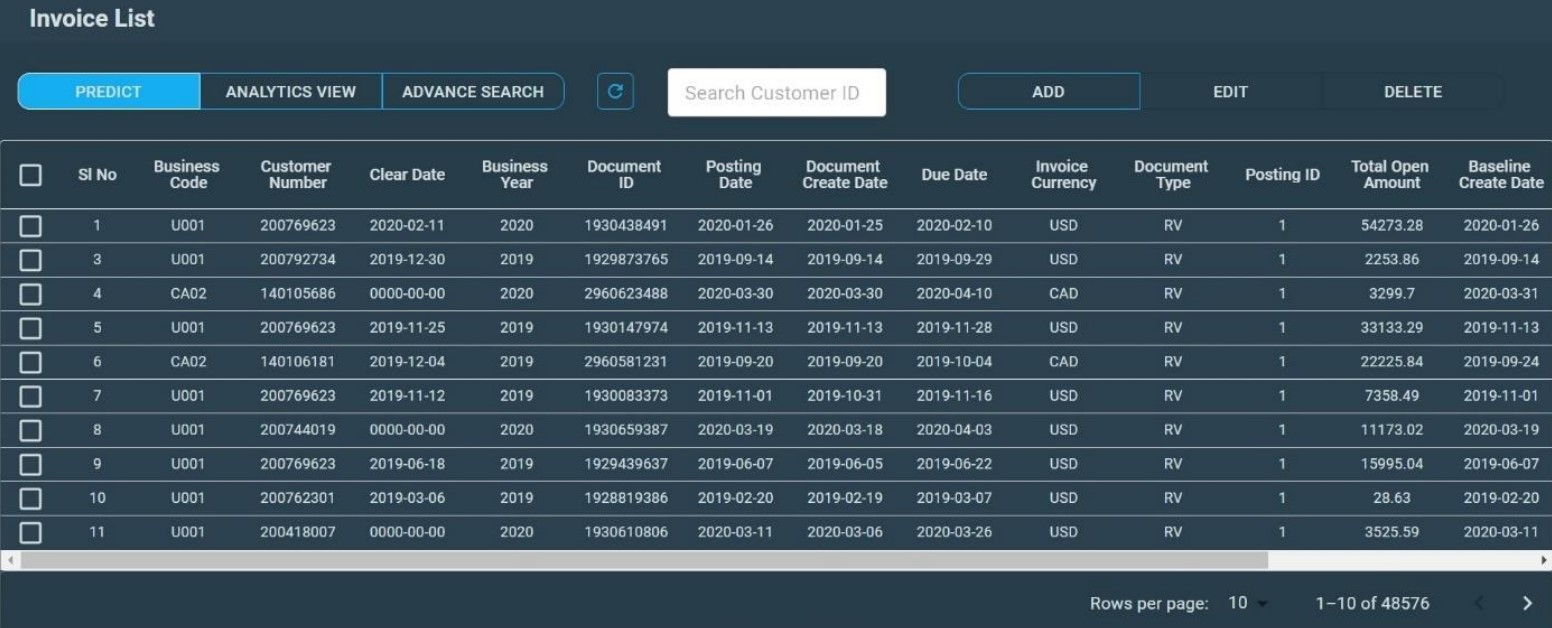 Invoice List
PREDICT ANALYTICS VIEW ADVANCE SEARCH Search Customer ID ADD EDIT DELETE
Sl No Business Code Customer Number Clear Date Business Year Document ID Posting Date Document Create Date Due Date Invoice Currency Document Type Posting ID Total Open Amount Baseline Create Date
1 U001 200769623 2020-02-11 2020 1930438491 2020-01-26 2020-01-25 2020-02-10 USD RV 1 54273.28 2020-01-26
3 U001 200792734 2019-12-30 2019 1929873765 2019-09-14 2019-09-14 2019-09-29 USD RV 1 2253.86 2019-09-14
4 CA02 140105686 0000-00-00 2020 2960623488 2020-03-30 2020-03-30 2020-04-10 CAD RV 1 3299.7 2020-03-31
5 U001 200769623 2019-11-25 2019 1930147974 2019-11-13 2019-11-13 2019-11-28 USD RV 1 33133.29 2019-11-13
6 CA02 140106181 2019-12-04 2019 2960581231 2019-09-20 2019-09-20 2019-10-04 CAD RV 1 22225.84 2019-09-24
7 U001 200769623 2019-11-12 2019 1930083373 2019-11-01 2019-10-31 2019-11-16 USD RV 1 7358.49 2019-11-01
8 U001 200744019 0000-00-00 2020 1930659387 2020-03-19 2020-03-18 2020-04-03 USD RV 1 11173.02 2020-03-19
9 U001 200769623 2019-06-18 2019 1929439637 2019-06-07 2019-06-05 2019-06-22 USD RV 1 15995.04 2019-06-07
10 U001 200762301 2019-03-06 2019 1928819386 2019-02-20 2019-02-19 2019-03-07 USD RV 1 28.63 2019-02-20
11 U001 200418007 0000-00-00 2020 1930610806 2020-03-11 2020-03-06 2020-03-26 USD RV 1 3525.59 2020-03-11
Rows per page: 10 1–10 of 48576